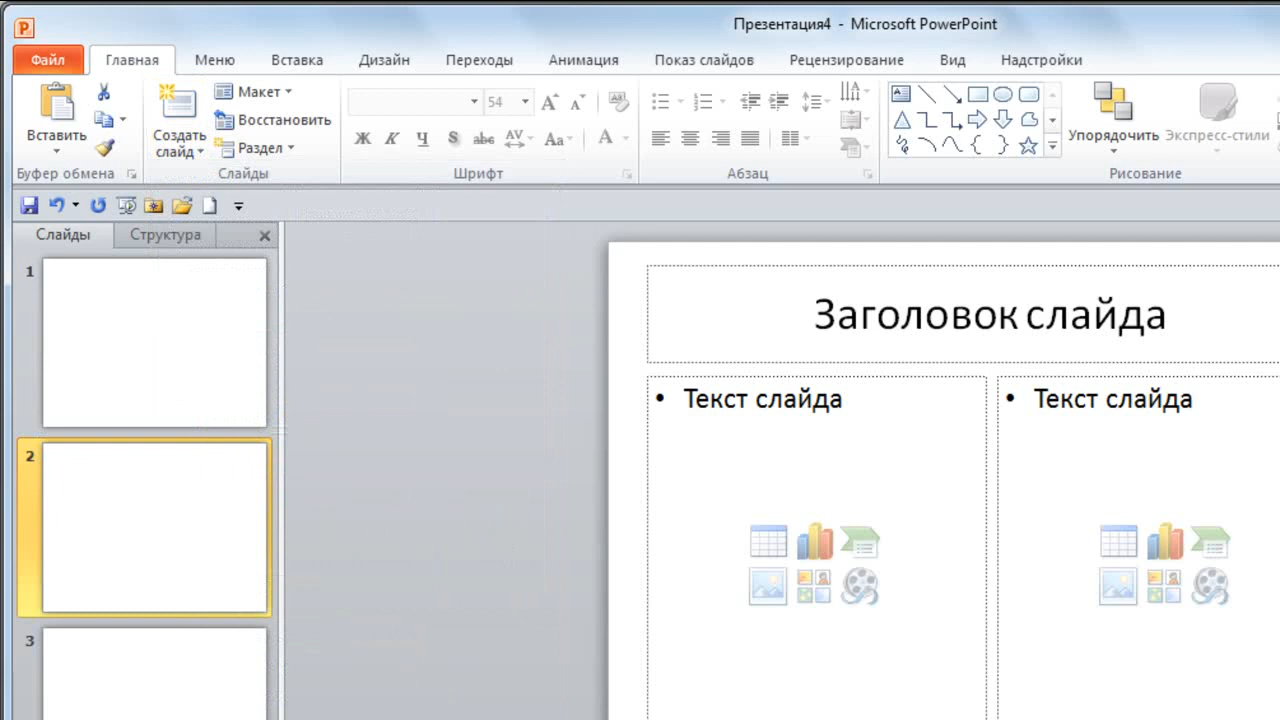 Презентация4 - Microsoft PowerPoint
Файл Главная Меню Вставка Дизайн Переходы Анимация Показ слайдов Рецензирование Вид Надстройки
Вставить
Создать слайд
Макет
Восстановить
Раздел
54
Ж К Ч S abc AV Aa A
Упорядочить Экспресс-стили
Буфер обмена Слайды Шрифт Абзац Рисование
Слайды Структура
1
2
3
Заголовок слайда
• Текст слайда
• Текст слайда